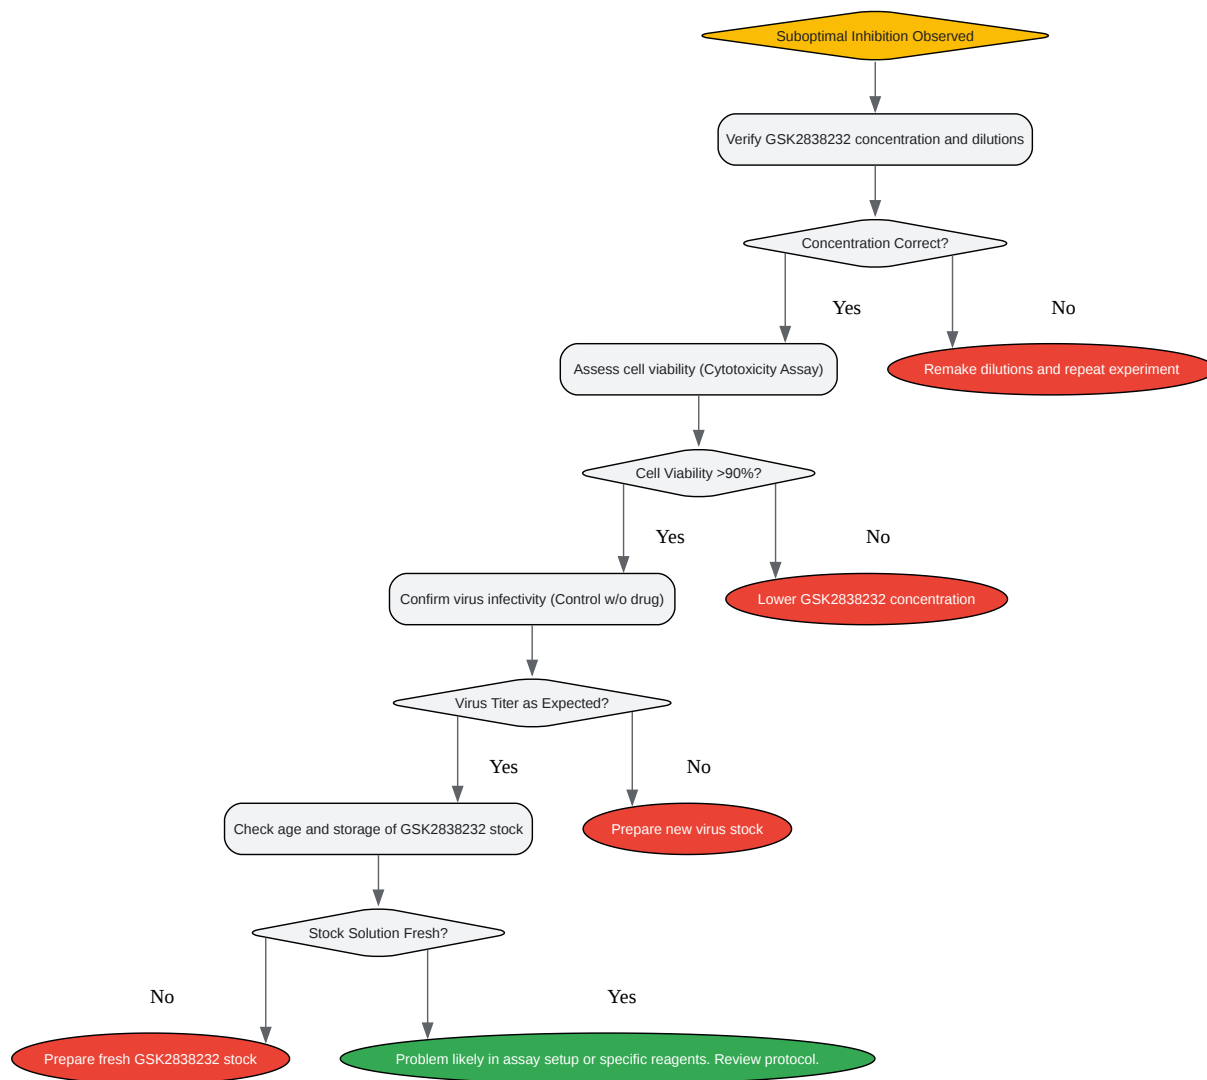 Suboptimal Inhibition Observed
Verify GSK2838232 concentration and dilutions
Concentration Correct?
Yes
No
Assess cell viability (Cytotoxicity Assay)
Remake dilutions and repeat experiment
Cell Viability >90%?
Yes
No
Confirm virus infectivity (Control w/o drug)
Lower GSK2838232 concentration
Virus Titer as Expected?
Yes
No
Check age and storage of GSK2838232 stock
Prepare new virus stock
Stock Solution Fresh?
No
Yes
Prepare fresh GSK2838232 stock
Problem likely in assay setup or specific reagents. Review protocol.